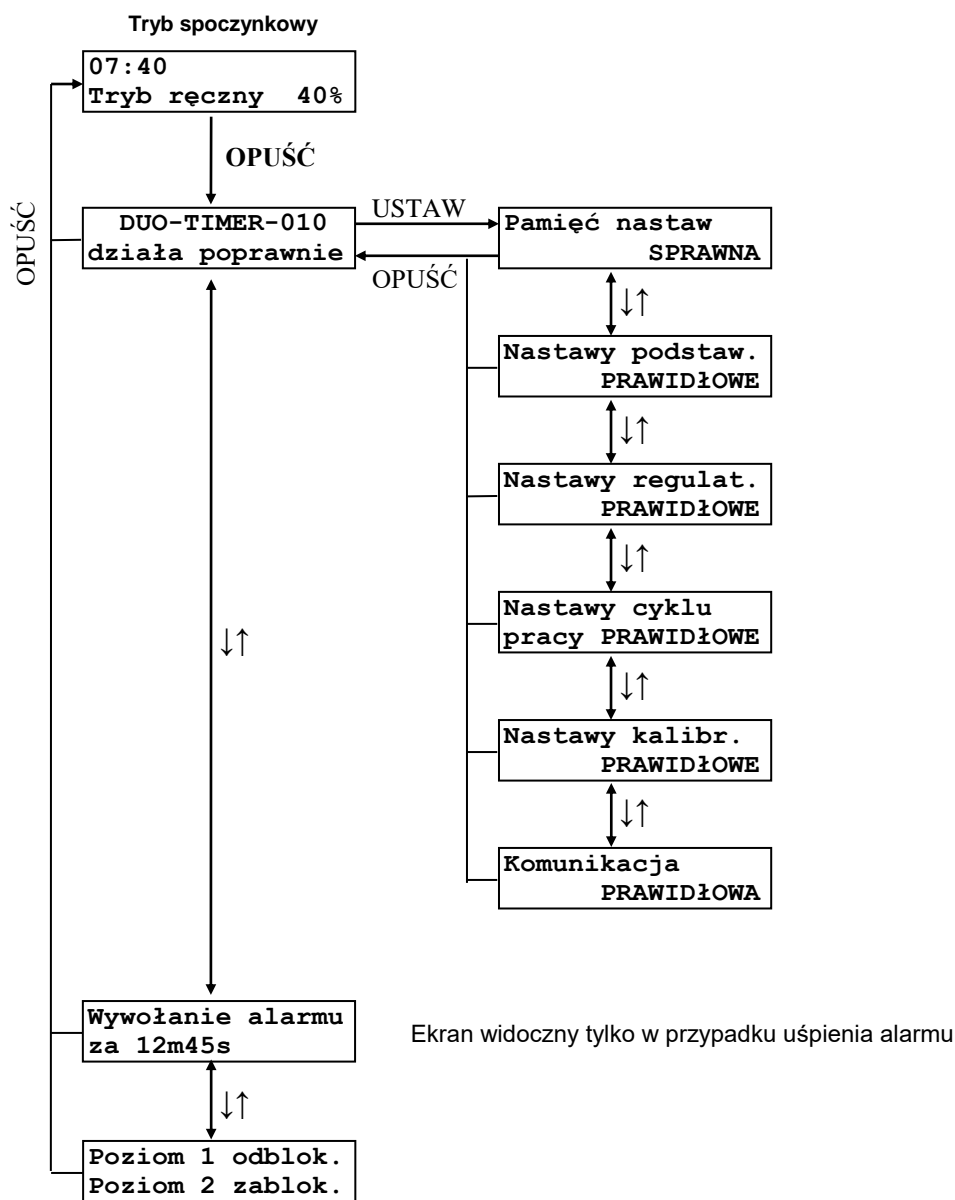 Tryb spoczynkowy
07:40
Tryb ręczny 40%
OPUŚĆ
OPUŚĆ
DUO-TIMER-010
działa poprawnie
USTAW
OPUŚĆ
Pamięć nastaw
SPRAWNA
↓↑
Nastawy podstaw.
PRAWIDłOWE
↓↑
Nastawy regulat.
PRAWIDłOWE
↓↑
Nastawy cyklu
pracy PRAWIDłOWE
↓↑
↓↑
Nastawy kalibr.
PRAWIDłOWE
↓↑
Komunikacja
PRAWIDłOWA
Wywołanie alarmu
za 12m45s
Ekran widoczny tylko w przypadku uśpienia alarmu
↓↑
Poziom 1 odblok.
Poziom 2 zablok.